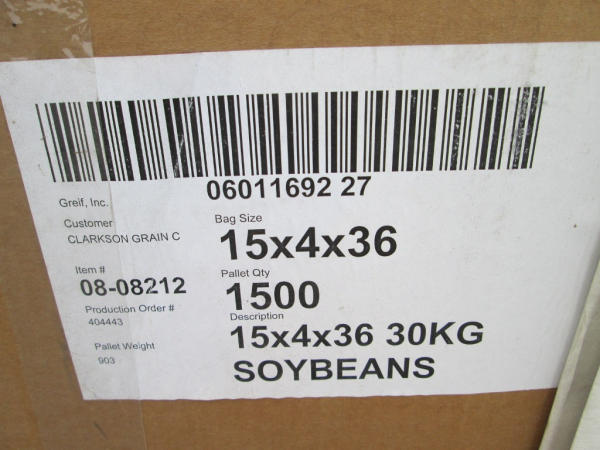 06011692 27
Greif, Inc.
Customer
CLARKSON GRAIN C
Bag Size
15x4x36
Item #
08-08212
Pallet Qty
1500
Production Order #
404443
Description
15x4x36 30KG
SOYBEANS
Pallet Weight
903